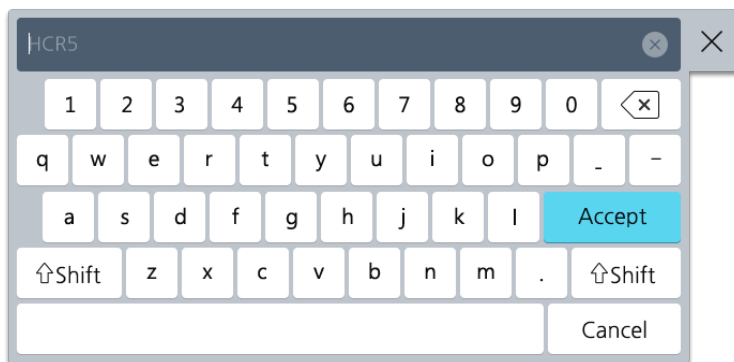 HCR5
1 2 3 4 5 6 7 8 9 0
q w e r t y u i o p _ –
a s d f g h j k l Accept
Shift z x c v b n m . Shift
Cancel